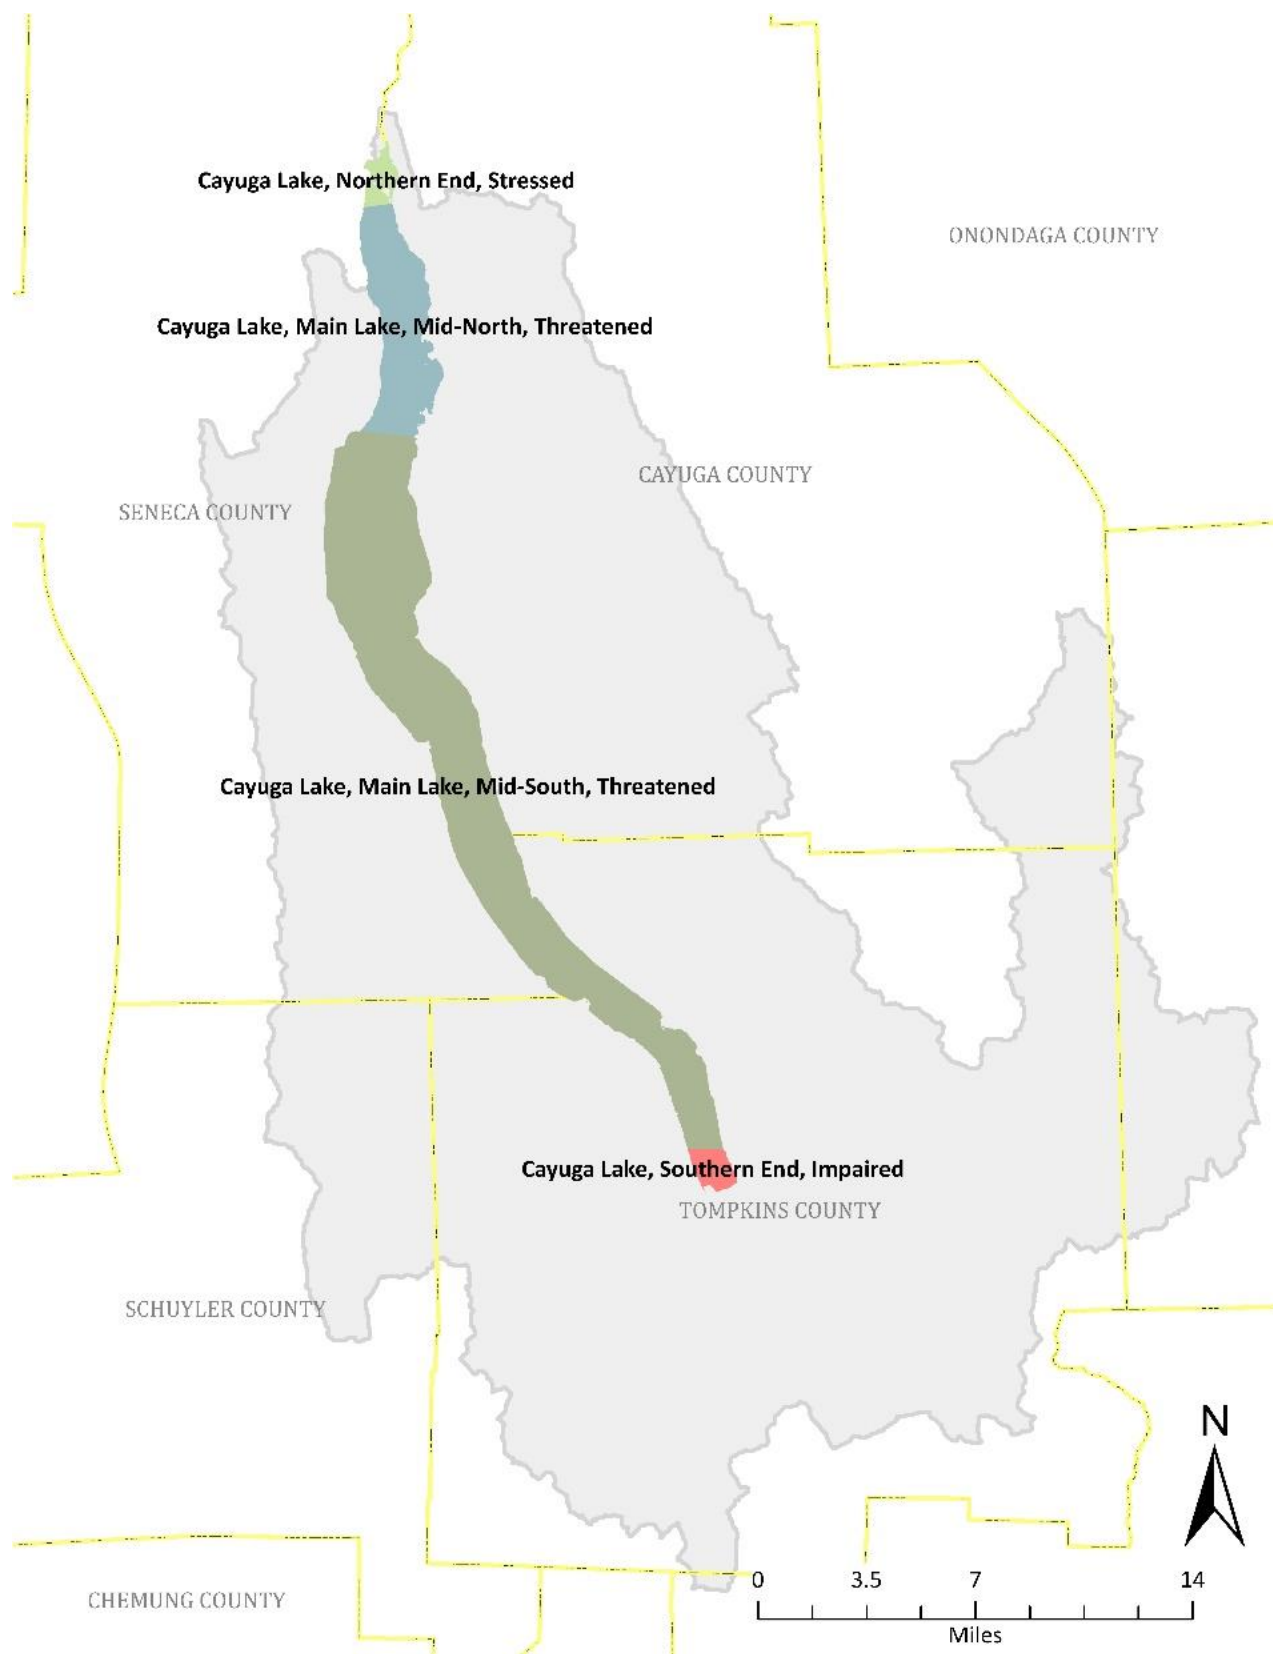 Cayuga Lake, Northern End, Stressed
ONONDAGA COUNTY
Cayuga Lake, Main Lake, Mid-North, Threatened
CAYUGA COUNTY
SENECA COUNTY
Cayuga Lake, Main Lake, Mid-South, Threatened
Cayuga Lake, Southern End, Impaired
TOMPKINS COUNTY
SCHUYLER COUNTY
N
CHEMUNG COUNTY
0 3.5 7 14
Miles